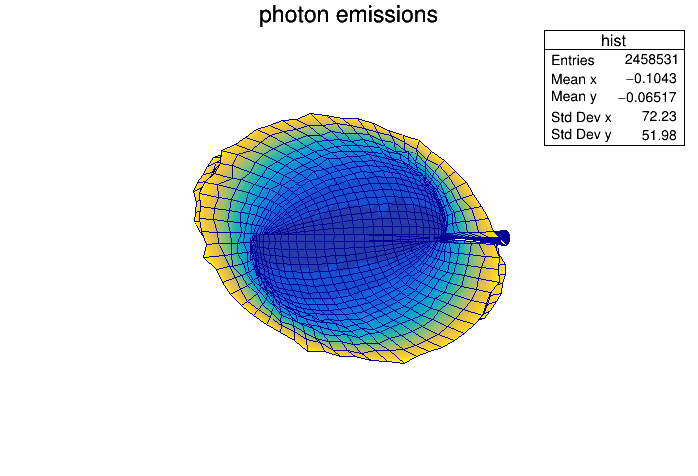 photon emissions
hist
Entries 2458531
Mean x −0.1043
Mean y −0.06517
Std Dev x 72.23
Std Dev y 51.98